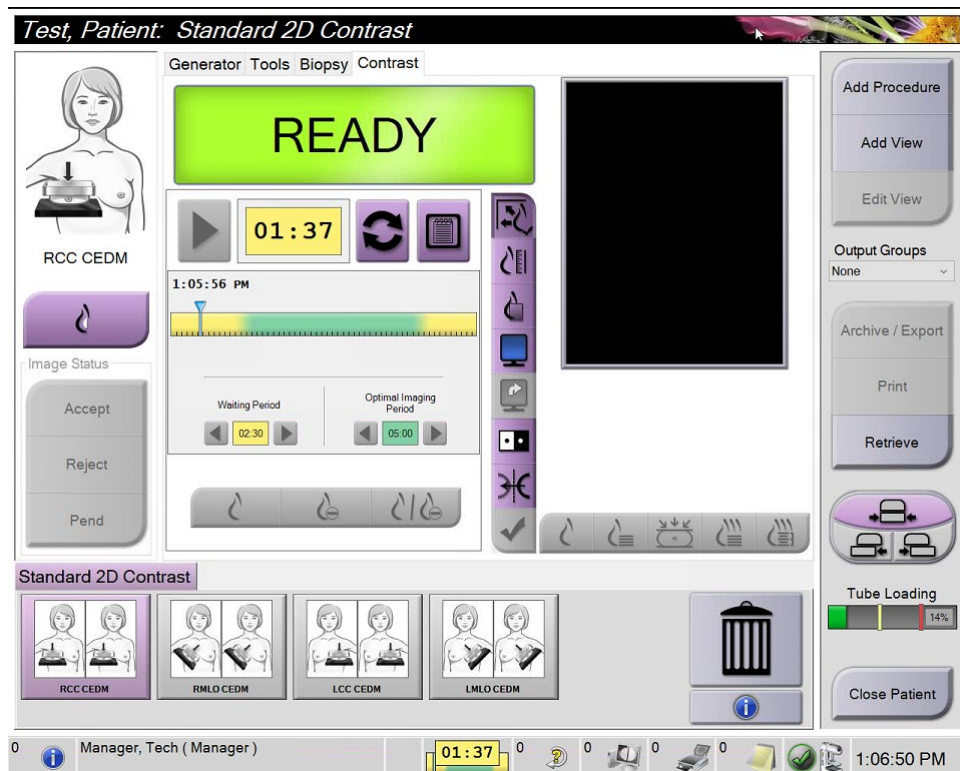 Test, Patient: Standard 2D Contrast
Generator Tools Biopsy Contrast
READY
01:37
1:05:56 PM
Waiting Period
Optimal Imaging
Period
02:30
05:00
RCC CEDM
Image Status
Accept
Reject
Pend
Add Procedure
Add View
Edit View
Output Groups
None
Archive / Export
Print
Retrieve
Tube Loading
14%
Close Patient
Standard 2D Contrast
RCC CEDM
RMLO CEDM
LCC CEDM
LMLO CEDM
0
Manager, Tech ( Manager )
01:37
0
0
0
0
1:06:50 PM